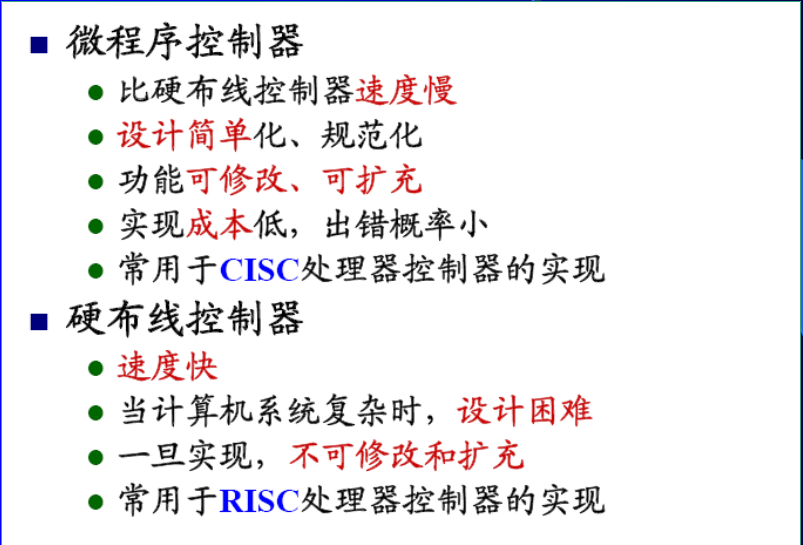 微程序控制器
比硬布线控制器速度慢
设计简单化、规范化
功能可修改、可扩充
实现成本低，出错概率小
常用于CISC处理器控制器的实现
硬布线控制器
速度快
当计算机系统复杂时，设计困难
一旦实现，不可修改和扩充
常用于RISC处理器控制器的实现